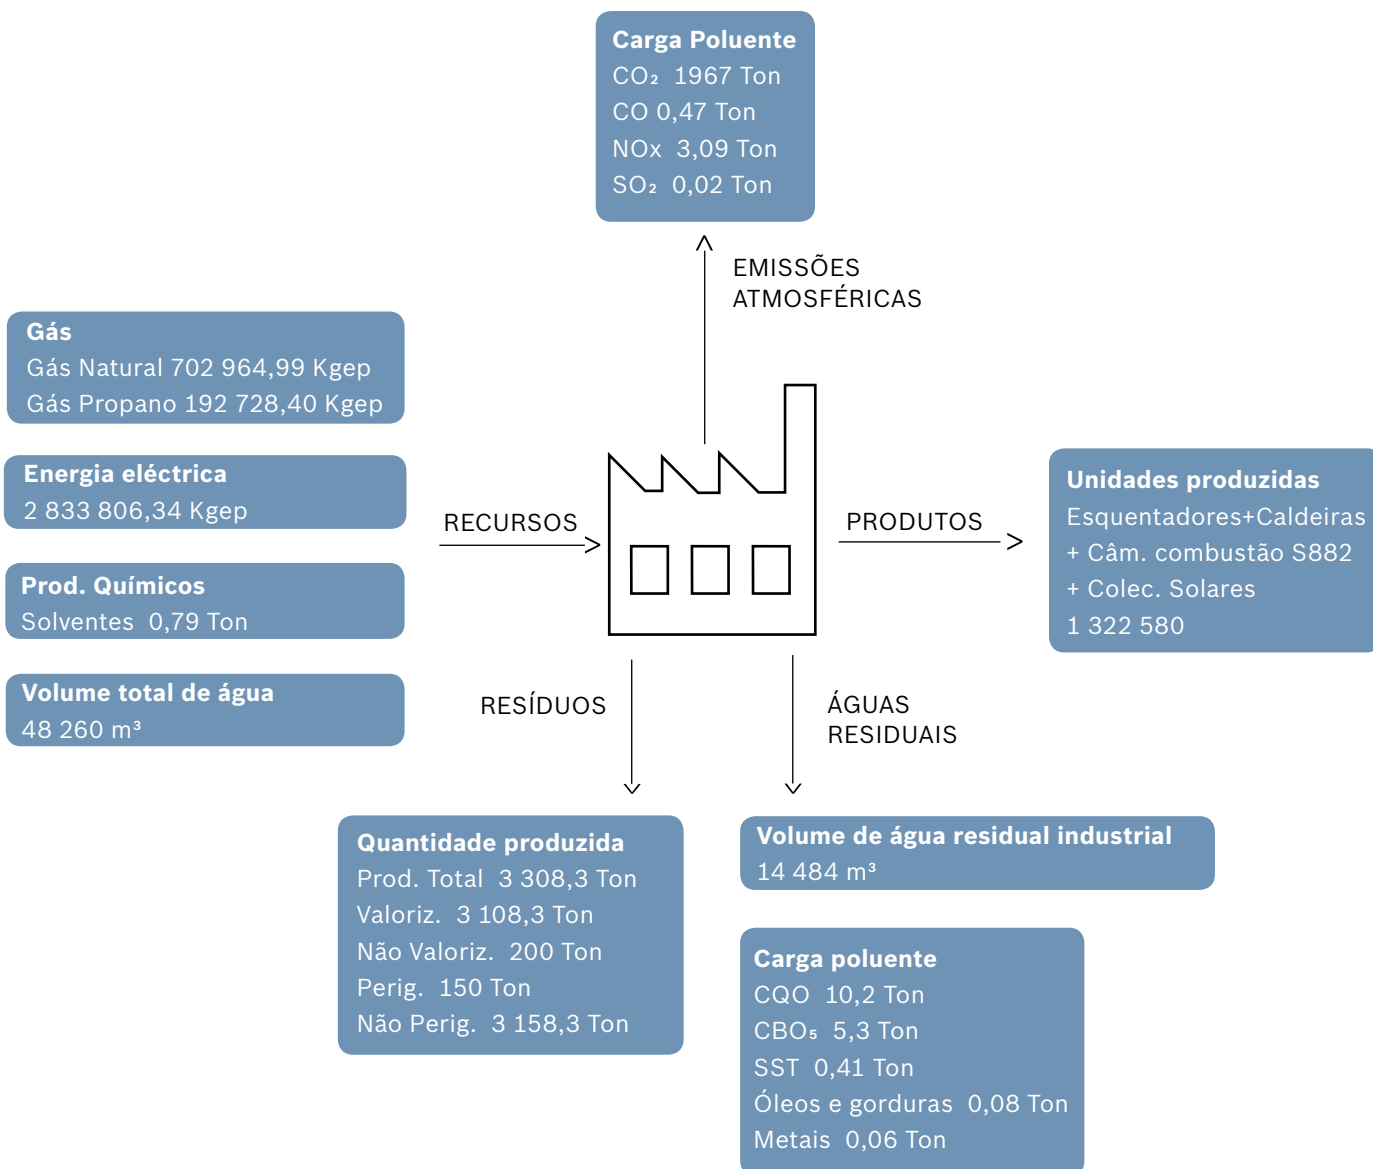 Carga Poluente
CO₂ 1967 Ton
CO 0,47 Ton
NOx 3,09 Ton
SO₂ 0,02 Ton
EMISSÕES
ATMOSFÉRICAS
Gás
Gás Natural 702 964,99 Kgep
Gás Propano 192 728,40 Kgep
Energia eléctrica
2 833 806,34 Kgep
Prod. Químicos
Solventes 0,79 Ton
Volume total de água
48 260 m³
RECURSOS
PRODUTOS
Unidades produzidas
Esquentadores+Caldeiras
+ Câm. combustão S882
+ Colec. Solares
1 322 580
RESÍDUOS
ÁGUAS
RESIDUAIS
Quantidade produzida
Prod. Total 3 308,3 Ton
Valoriz. 3 108,3 Ton
Não Valoriz. 200 Ton
Perig. 150 Ton
Não Perig. 3 158,3 Ton
Volume de água residual industrial
14 484 m³
Carga poluente
CQO 10,2 Ton
CBO₅ 5,3 Ton
SST 0,41 Ton
Óleos e gorduras 0,08 Ton
Metais 0,06 Ton